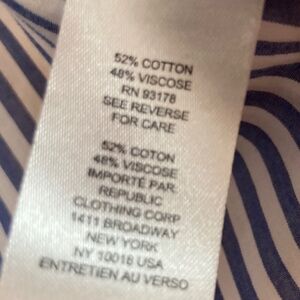 52% COTTON
48% VISCOSE
RN 93178
SEE REVERSE
FOR CARE
52% COTON
48% VISCOSE
IMPORTÉ PAR
REPUBLIC
CLOTHING CORP
1411 BROADWAY
NEW YORK
NY 10018 USA
ENTRETIEN AU VERSO